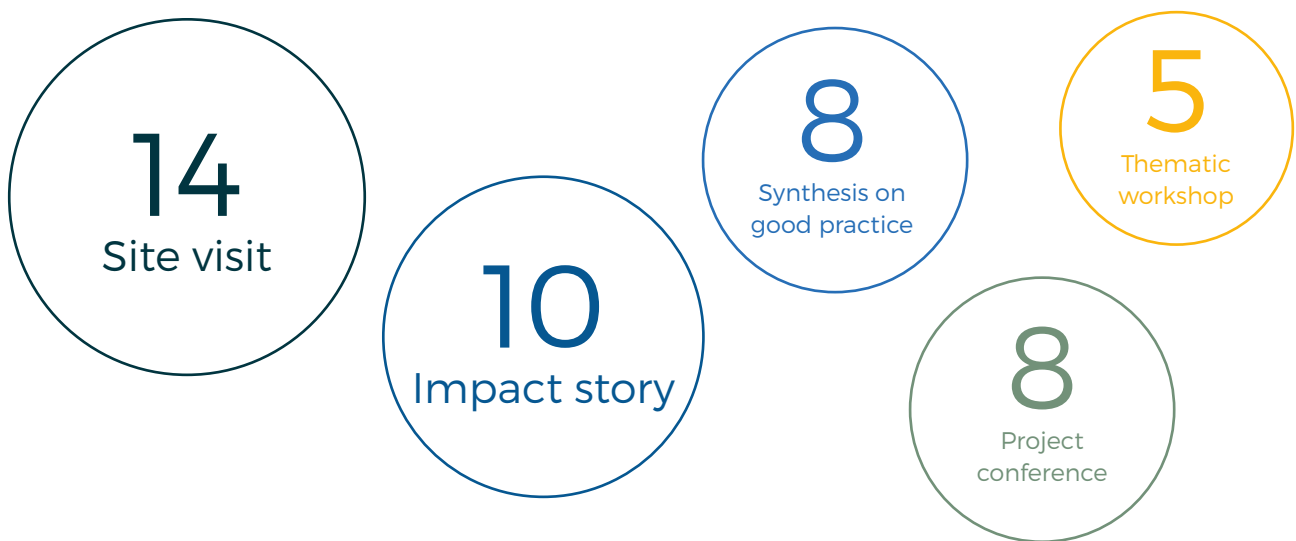 14
Site visit
10
Impact story
8
Synthesis on
good practice
5
Thematic
workshop
8
Project
conference